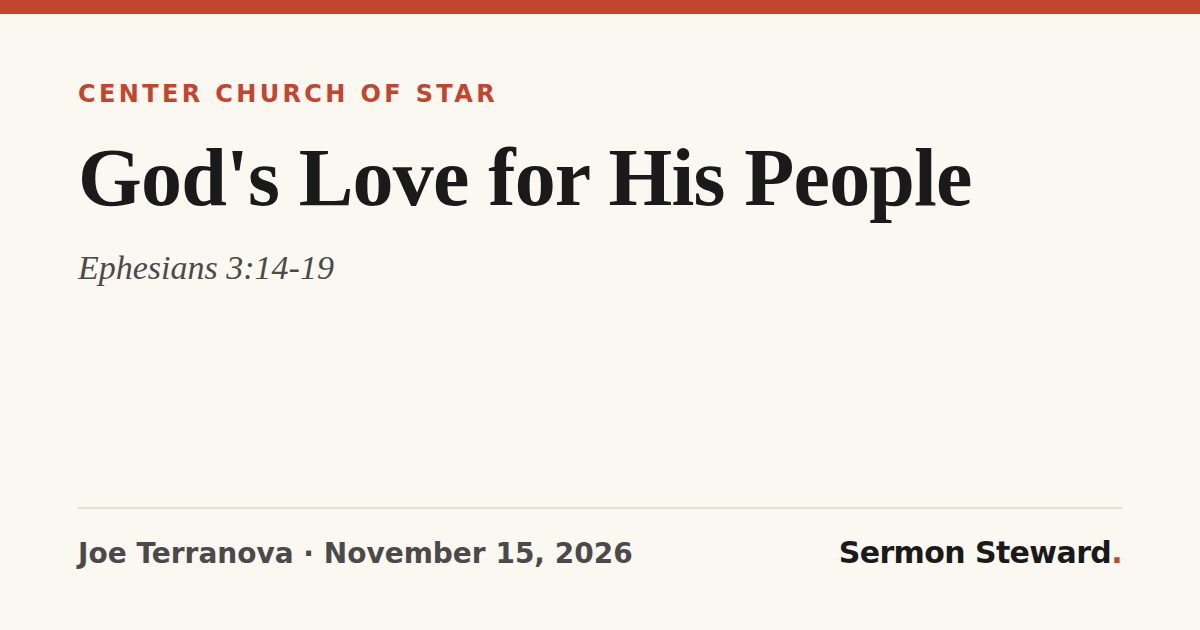 CENTER CHURCH OF STAR
God's Love for His People
Ephesians 3:14-19
Joe Terranova · November 15, 2026
Sermon Steward.